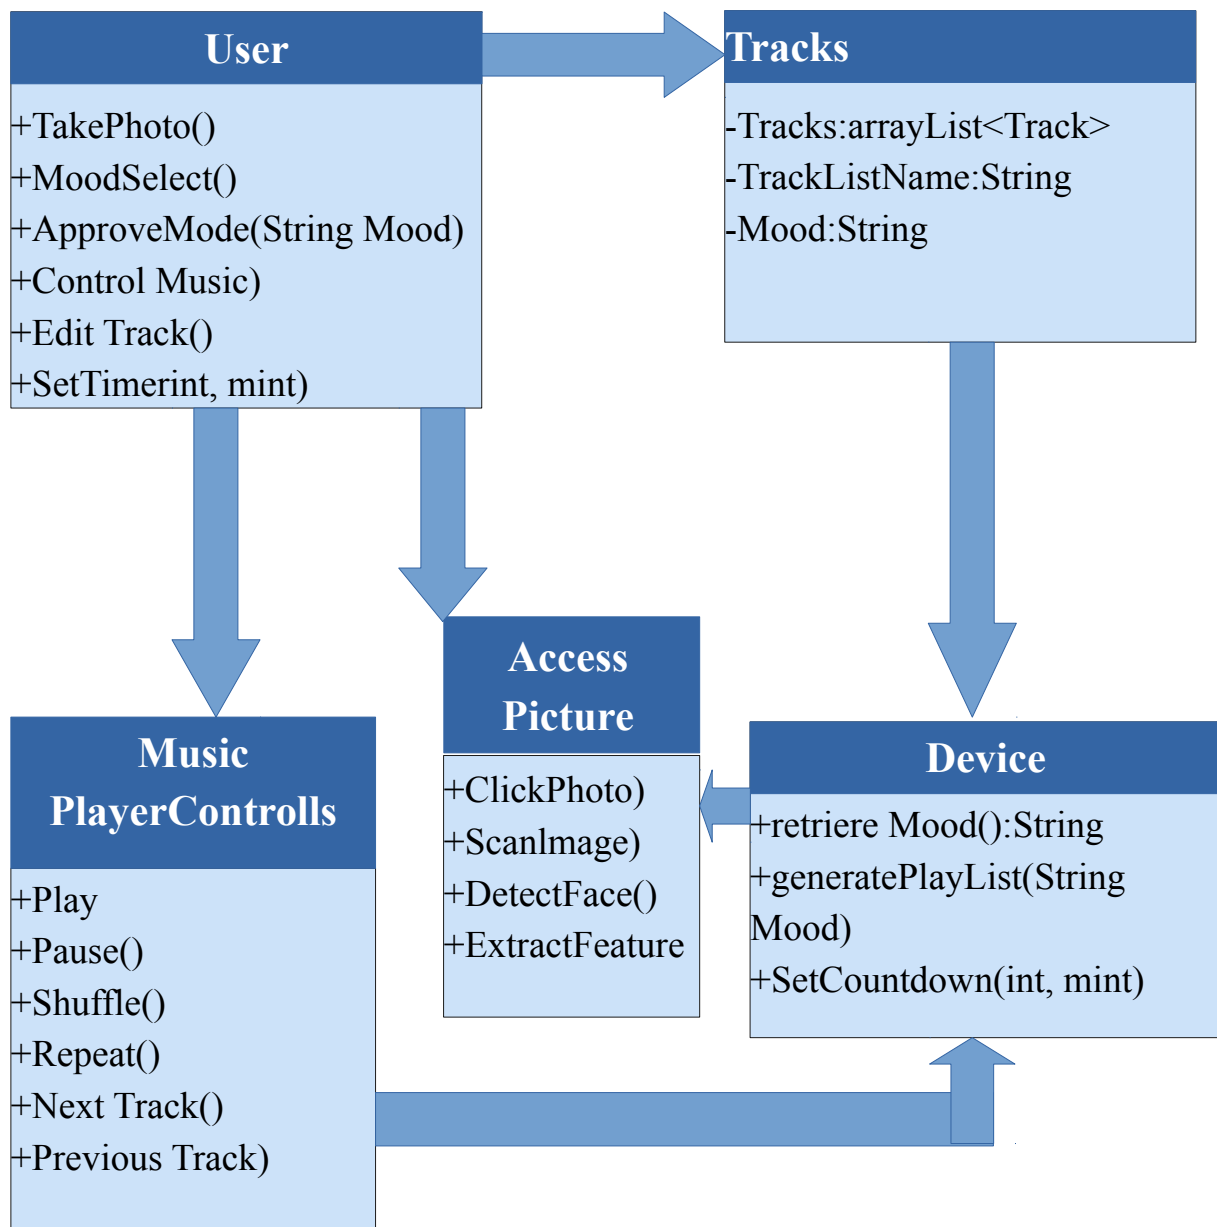 User
+TakePhoto()
+MoodSelect()
+ApproveMode(String Mood)
+Control Music)
+Edit Track()
+SetTimerint, mint)
Tracks
-Tracks:arrayList<Track>
-TrackListName:String
-Mood:String
Music
PlayerControlls
+Play
+Pause()
+Shuffle()
+Repeat()
+Next Track()
+Previous Track)
Access
Picture
+ClickPhoto)
+Scanlmage)
+DetectFace()
+ExtractFeature
Device
+retriere Mood():String
+generatePlayList(String
Mood)
+SetCountdown(int, mint)